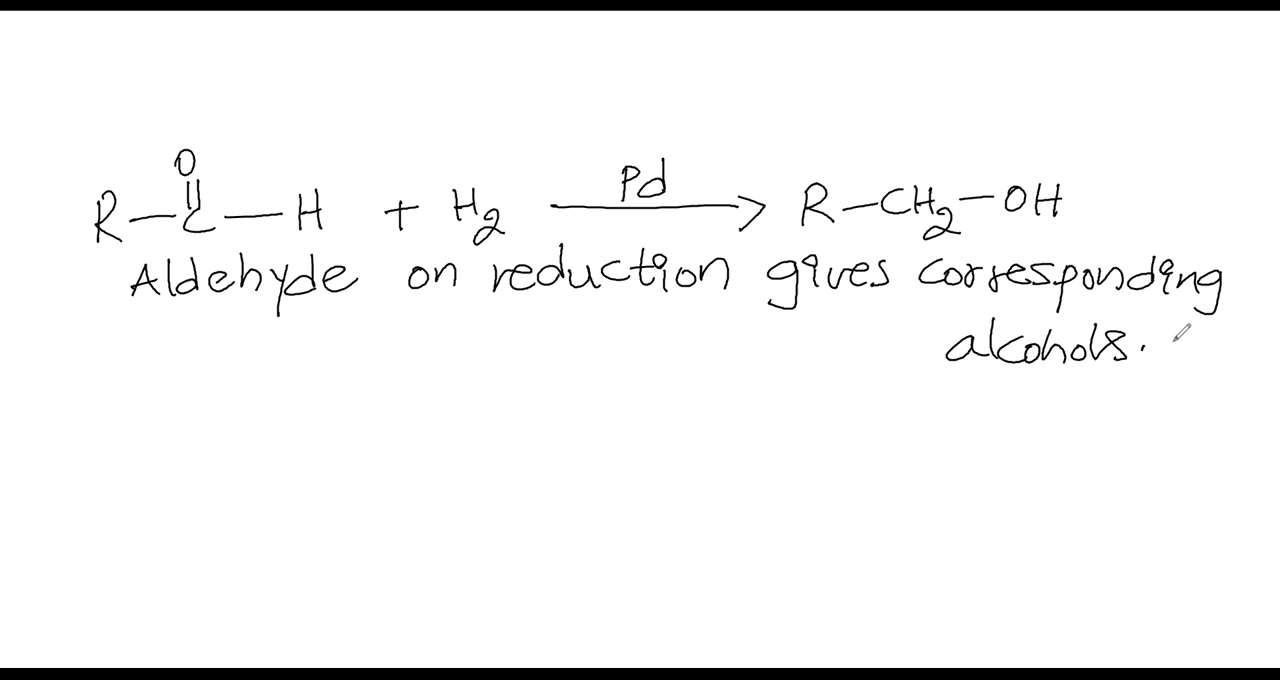 O
R-C-H + H2 Pd R-CH2-OH
Aldehyde on reduction gives corresponding
alcohols.